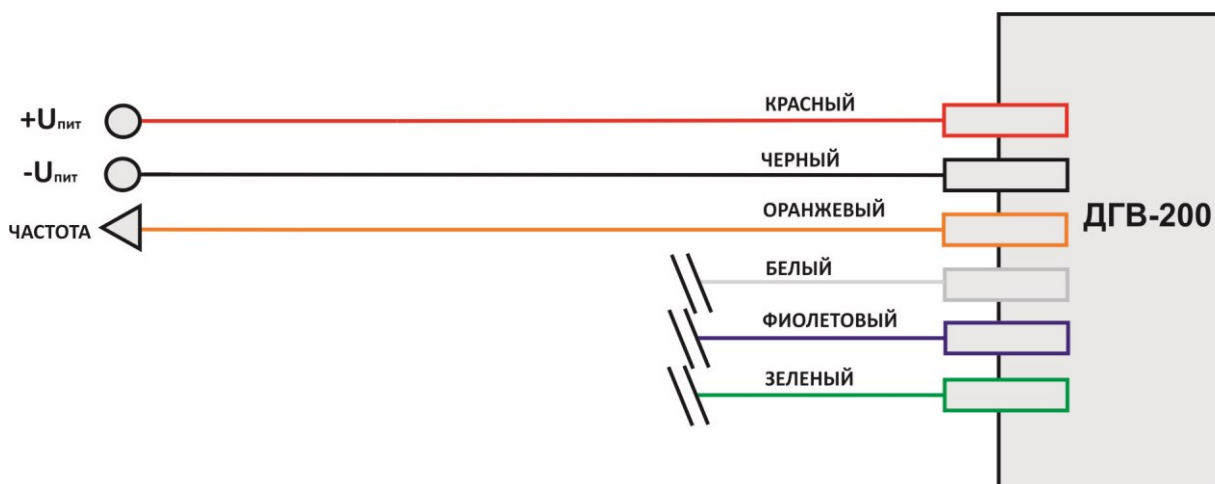 КРАСНЫЙ
+Uпит
ЧЕРНЫЙ
-Uпит
ОРАНЖЕВЫЙ
ДГВ-200
ЧАСТОТА
БЕЛЫЙ
ФИОЛЕТОВЫЙ
ЗЕЛЕНЫЙ